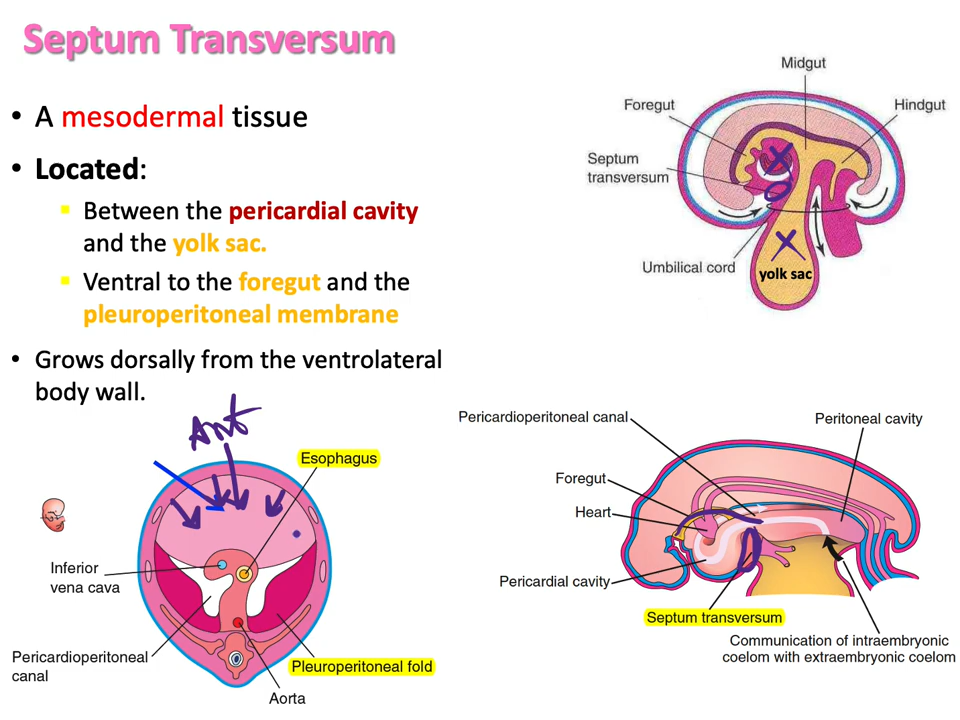 Septum Transversum
• A mesodermal tissue
• Located:
Between the pericardial cavity
and the yolk sac.
Ventral to the foregut and the
pleuroperitoneal membrane
• Grows dorsally from the ventrolateral
body wall.
Midgut
Foregut
Hindgut
Septum
transversum
Umbilical cord
yolk sac
Ant
Esophagus
Inferior
vena cava
Pericardioperitoneal
canal
Pleuroperitoneal fold
Aorta
Pericardioperitoneal canal
Peritoneal cavity
Foregut
Heart
Pericardial cavity
Septum transversum
Communication of intraembryonic
coelom with extraembryonic coelom